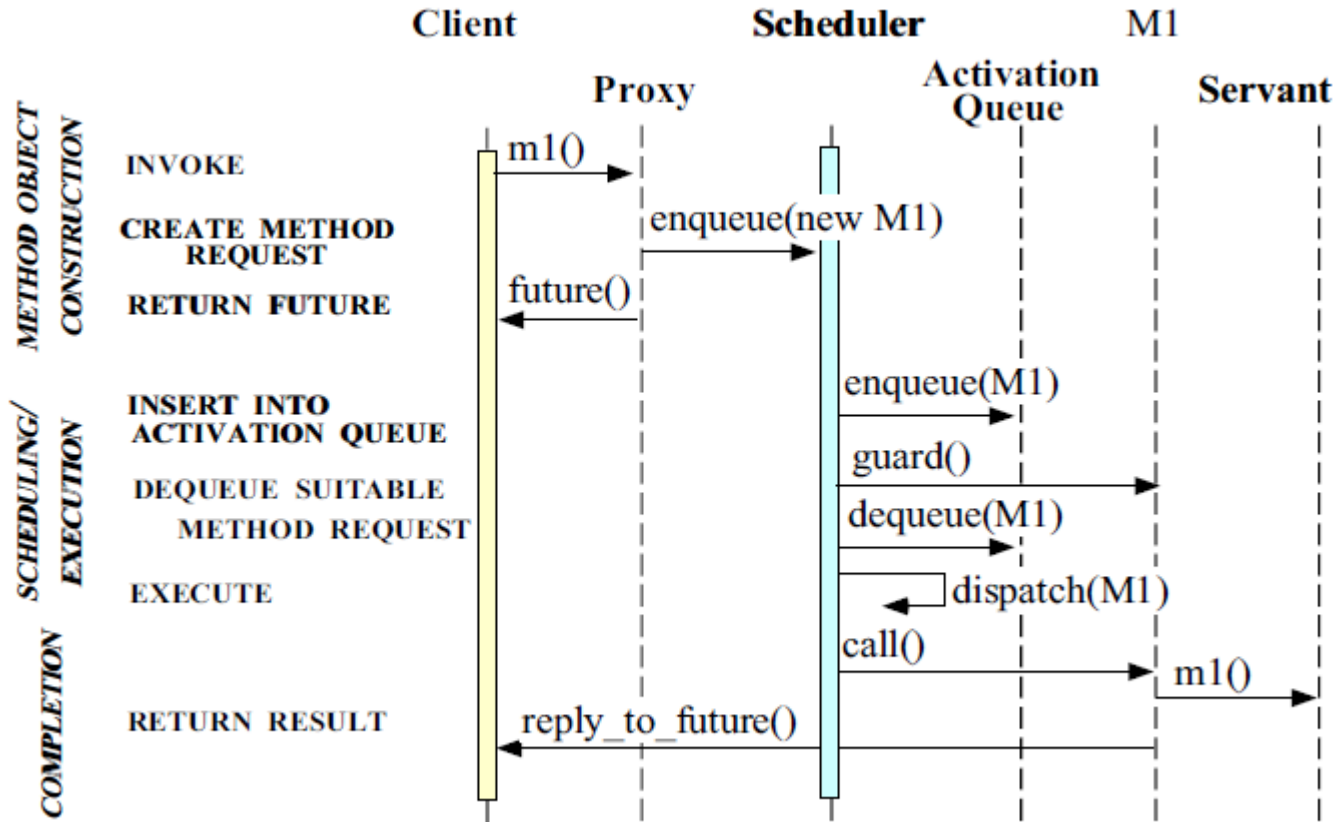 Client
Scheduler
M1
Proxy
Activation
Queue
Servant
METHOD OBJECT
CONSTRUCTION
INVOKE
m1()
CREATE METHOD
REQUEST
enqueue(new M1)
RETURN FUTURE
future()
SCHEDULING/
EXECUTION
INSERT INTO
ACTIVATION QUEUE
enqueue(M1)
guard()
DEQUEUE SUITABLE
METHOD REQUEST
dequeue(M1)
EXECUTE
dispatch(M1)
COMPLETION
call()
m1()
RETURN RESULT
reply_to_future()